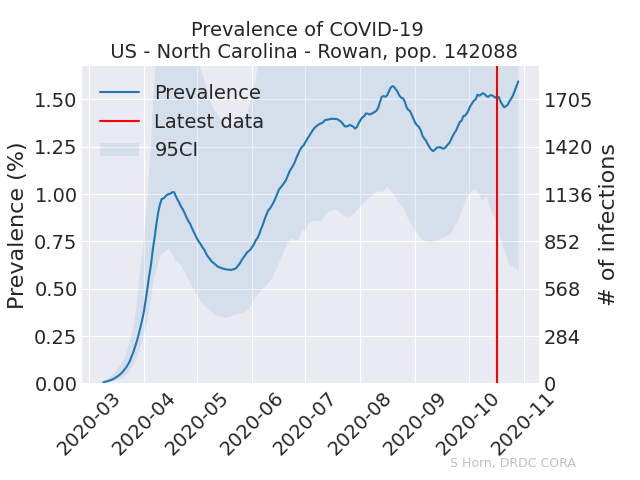 Prevalence of COVID-19
US - North Carolina - Rowan, pop. 142088
Prevalence
Latest data
95CI
Prevalence (%)
1.50
1.25
1.00
0.75
0.50
0.25
0.00
# of infections
1705
1420
1136
852
568
284
0
2020-03
2020-04
2020-05
2020-06
2020-07
2020-08
2020-09
2020-10
2020-11
S Horn, DRDC CORA